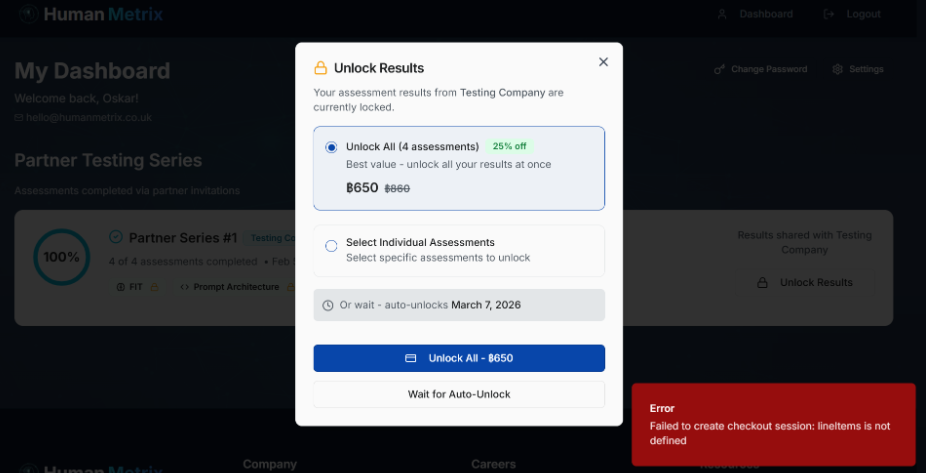 Human Metrix
Dashboard
Logout
My Dashboard
Change Password
Settings
Welcome back, Oskar!
hello@humanmetrix.co.uk
Partner Testing Series
Assessments completed via partner invitations
100%
Partner Series #1
Testing Co
4 of 4 assessments completed • Feb
FIT
<> Prompt Architecture
Results shared with Testing
Company
Unlock Results
Unlock Results
Your assessment results from Testing Company are
currently locked.
Unlock All (4 assessments)
25% off
Best value - unlock all your results at once
฿650 ฿860
Select Individual Assessments
Select specific assessments to unlock
Or wait - auto-unlocks March 7, 2026
Unlock All - ฿650
Wait for Auto-Unlock
Error
Failed to create checkout session: lineItems is not
defined
Human Metrix
Company
Careers